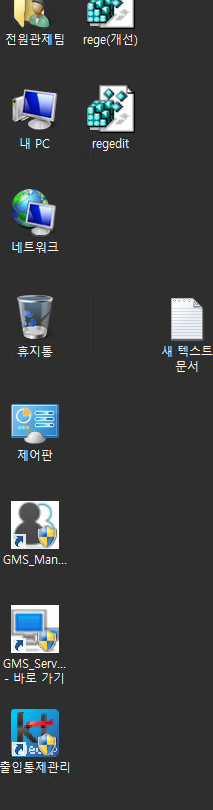 전원관제팀
rege(개선)
내 PC
regedit
네트워크
휴지통
새 텍스트
문서
제어판
GMS_Man...
GMS_Serv...
- 바로 가기
출입통제관리